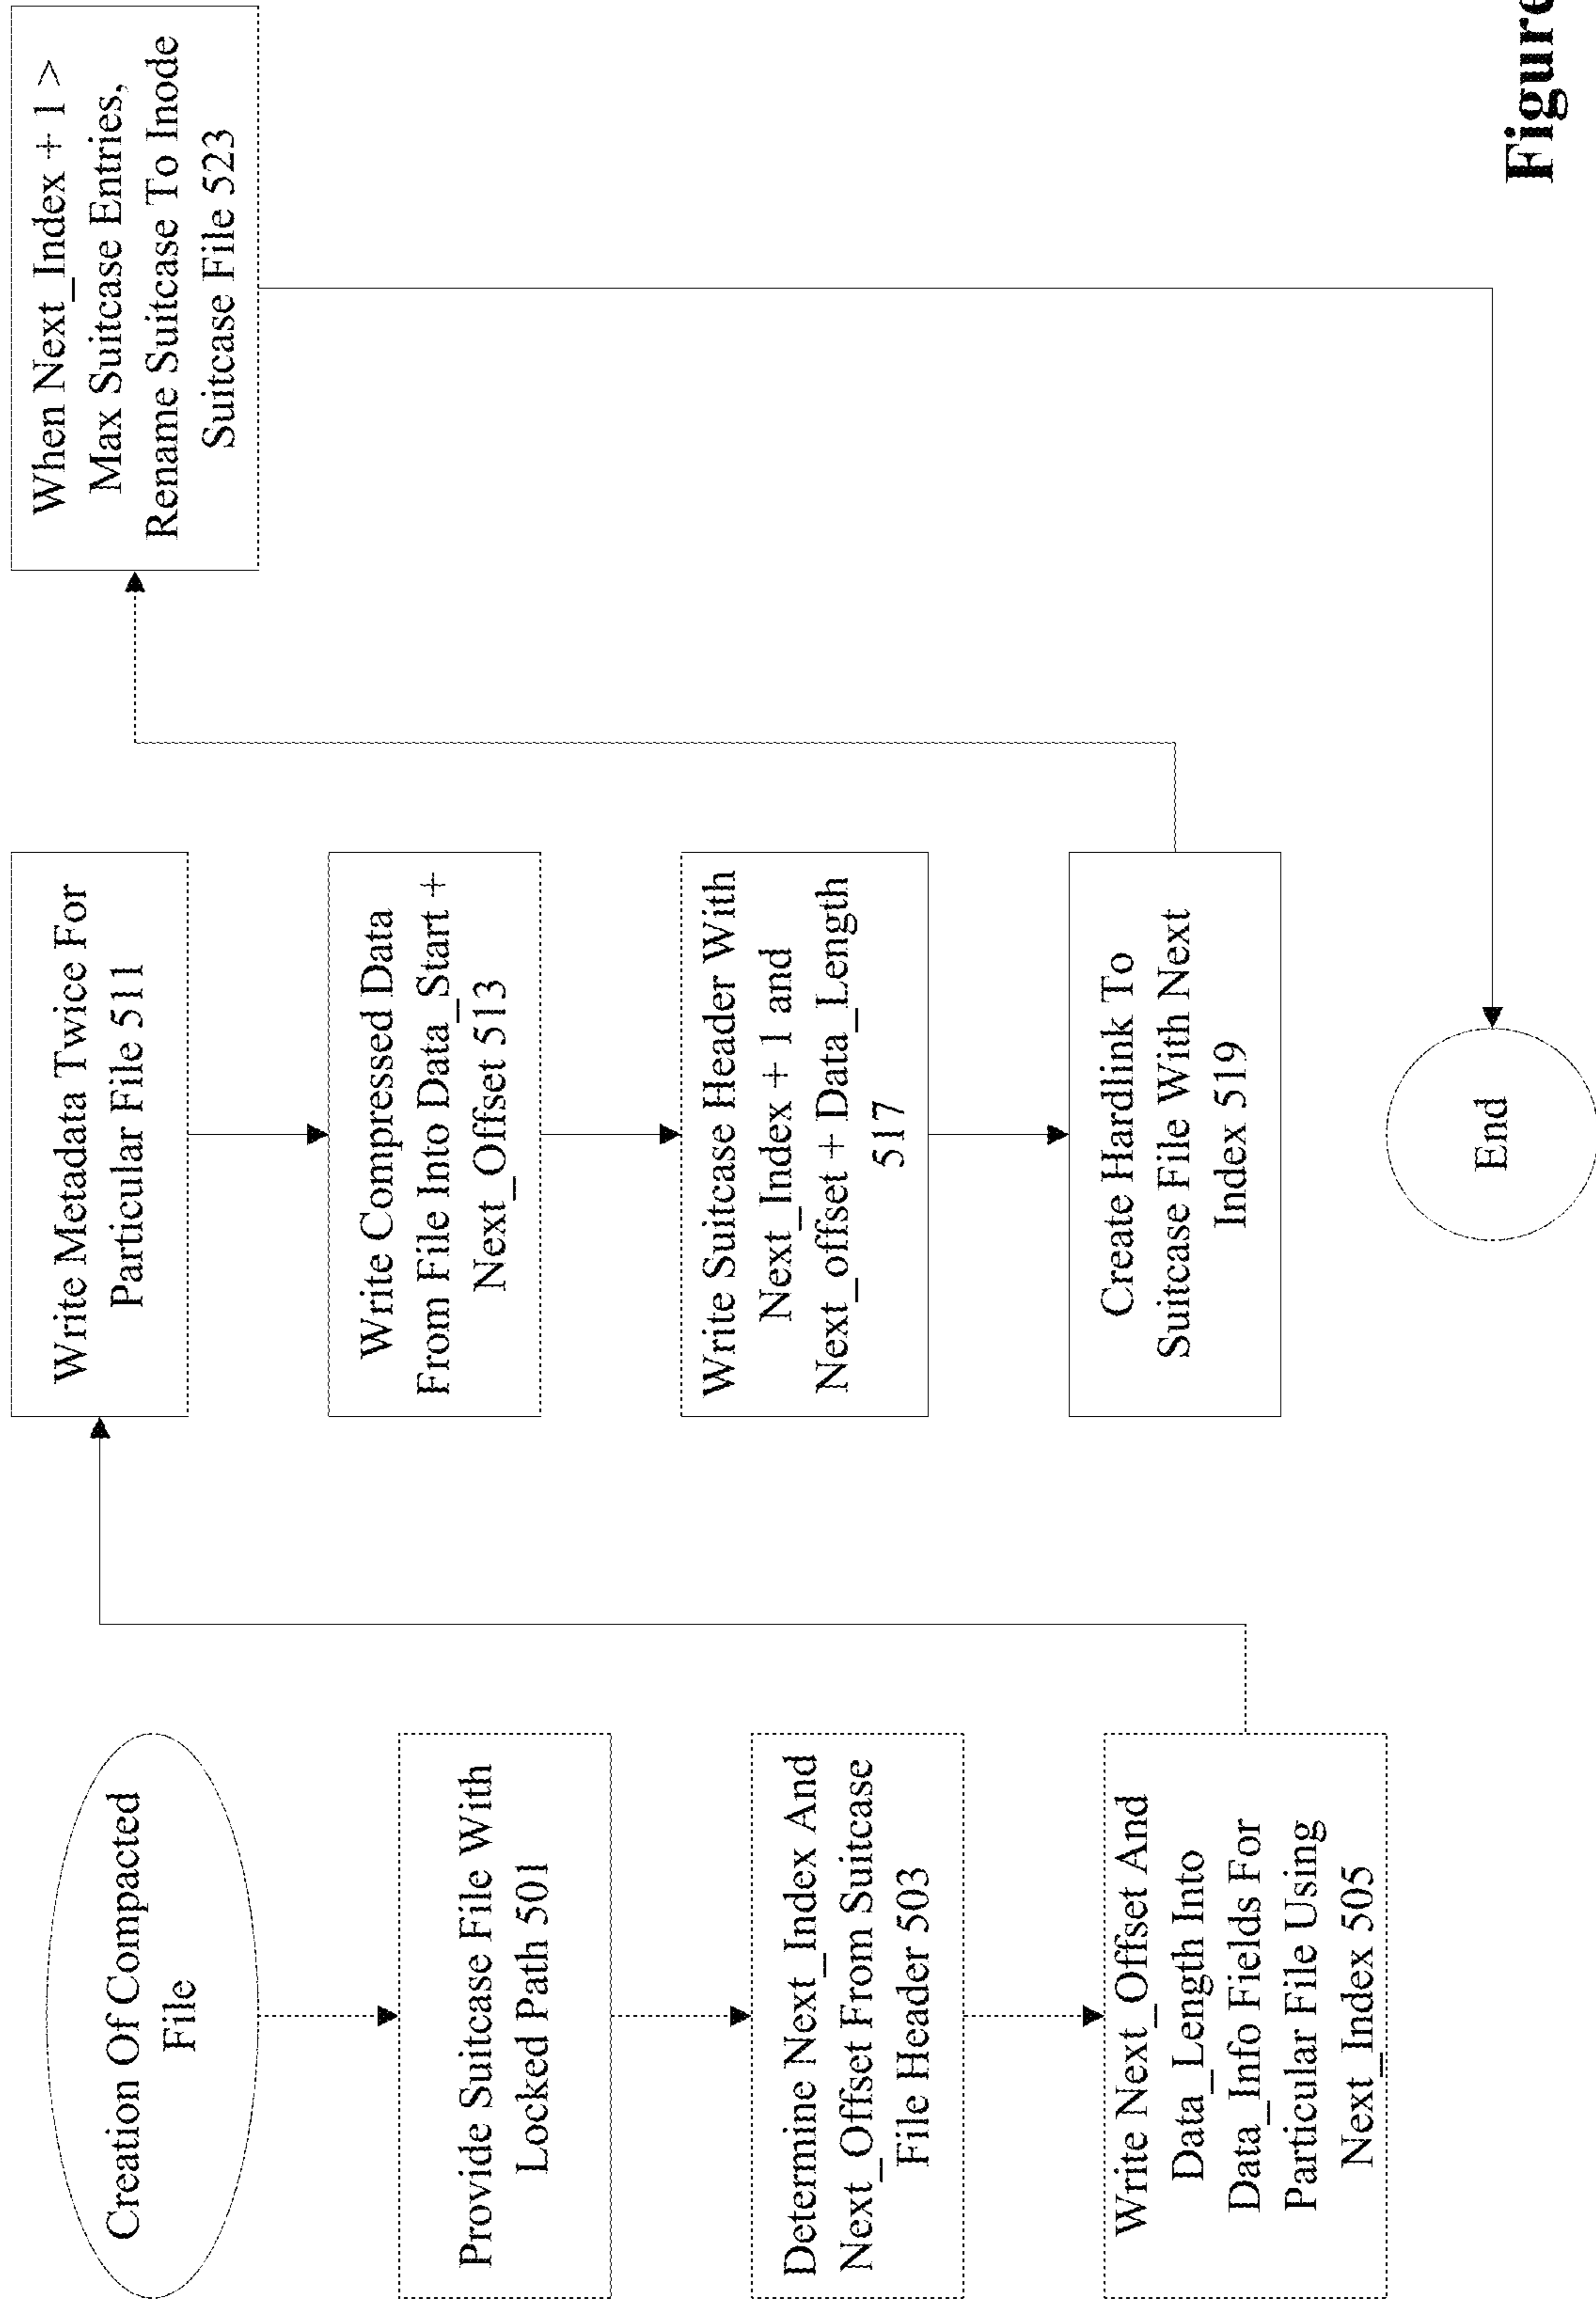 Creation Of Compacted
File
Provide Suitcase File With
Locked Path 501
Determine Next_Index And
Next_Offset From Suitcase
File Header 503
Write Next_Offset And
Data_Length Into
Data_Info Fields For
Particular File Using
Next_Index 505
Write Metadata Twice For
Particular File 511
Write Compressed Data
From File Into Data_Start +
Next_Offset 513
Write Suitcase Header With
Next_Index + 1 and
Next_offset + Data_Length
517
Create Hardlink To
Suitcase File With Next
Index 519
End
When Next_Index + 1 >
Max Suitcase Entries,
Rename Suitcase To Inode
Suitcase File 523
Figure